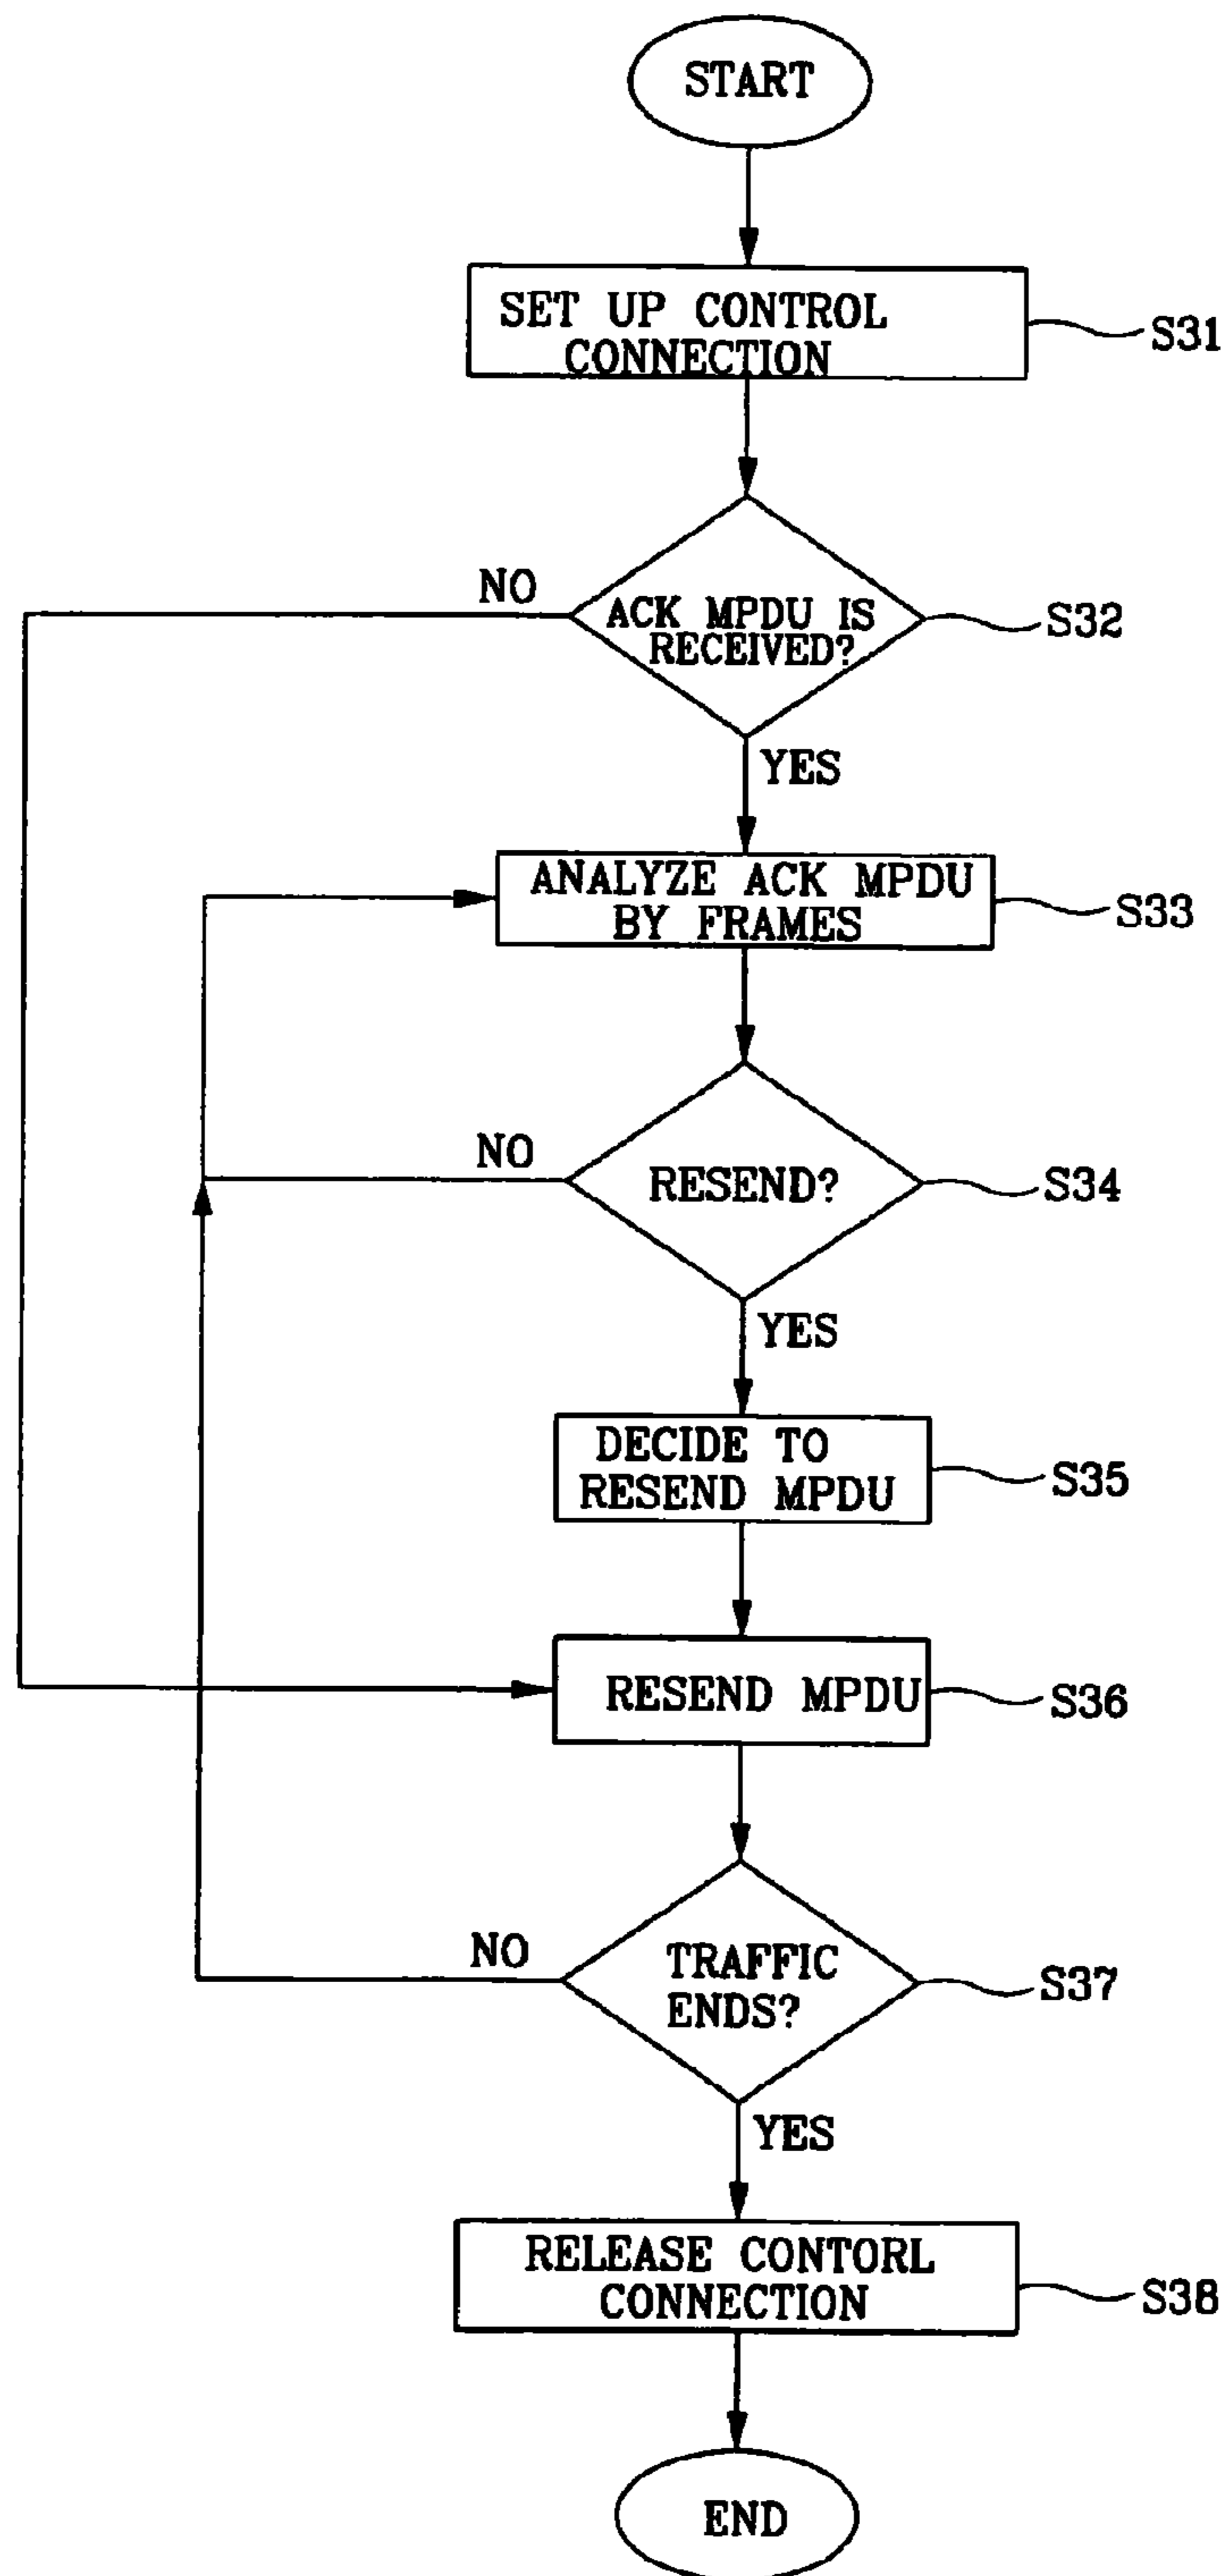 START
SET UP CONTROL
CONNECTION
S31
NO
ACK MPDU IS
RECEIVED?
S32
YES
ANALYZE ACK MPDU
BY FRAMES
S33
NO
RESEND?
S34
YES
DECIDE TO
RESEND MPDU
S35
RESEND MPDU
S36
NO
TRAFFIC
ENDS?
S37
YES
RELEASE CONTORL
CONNECTION
S38
END